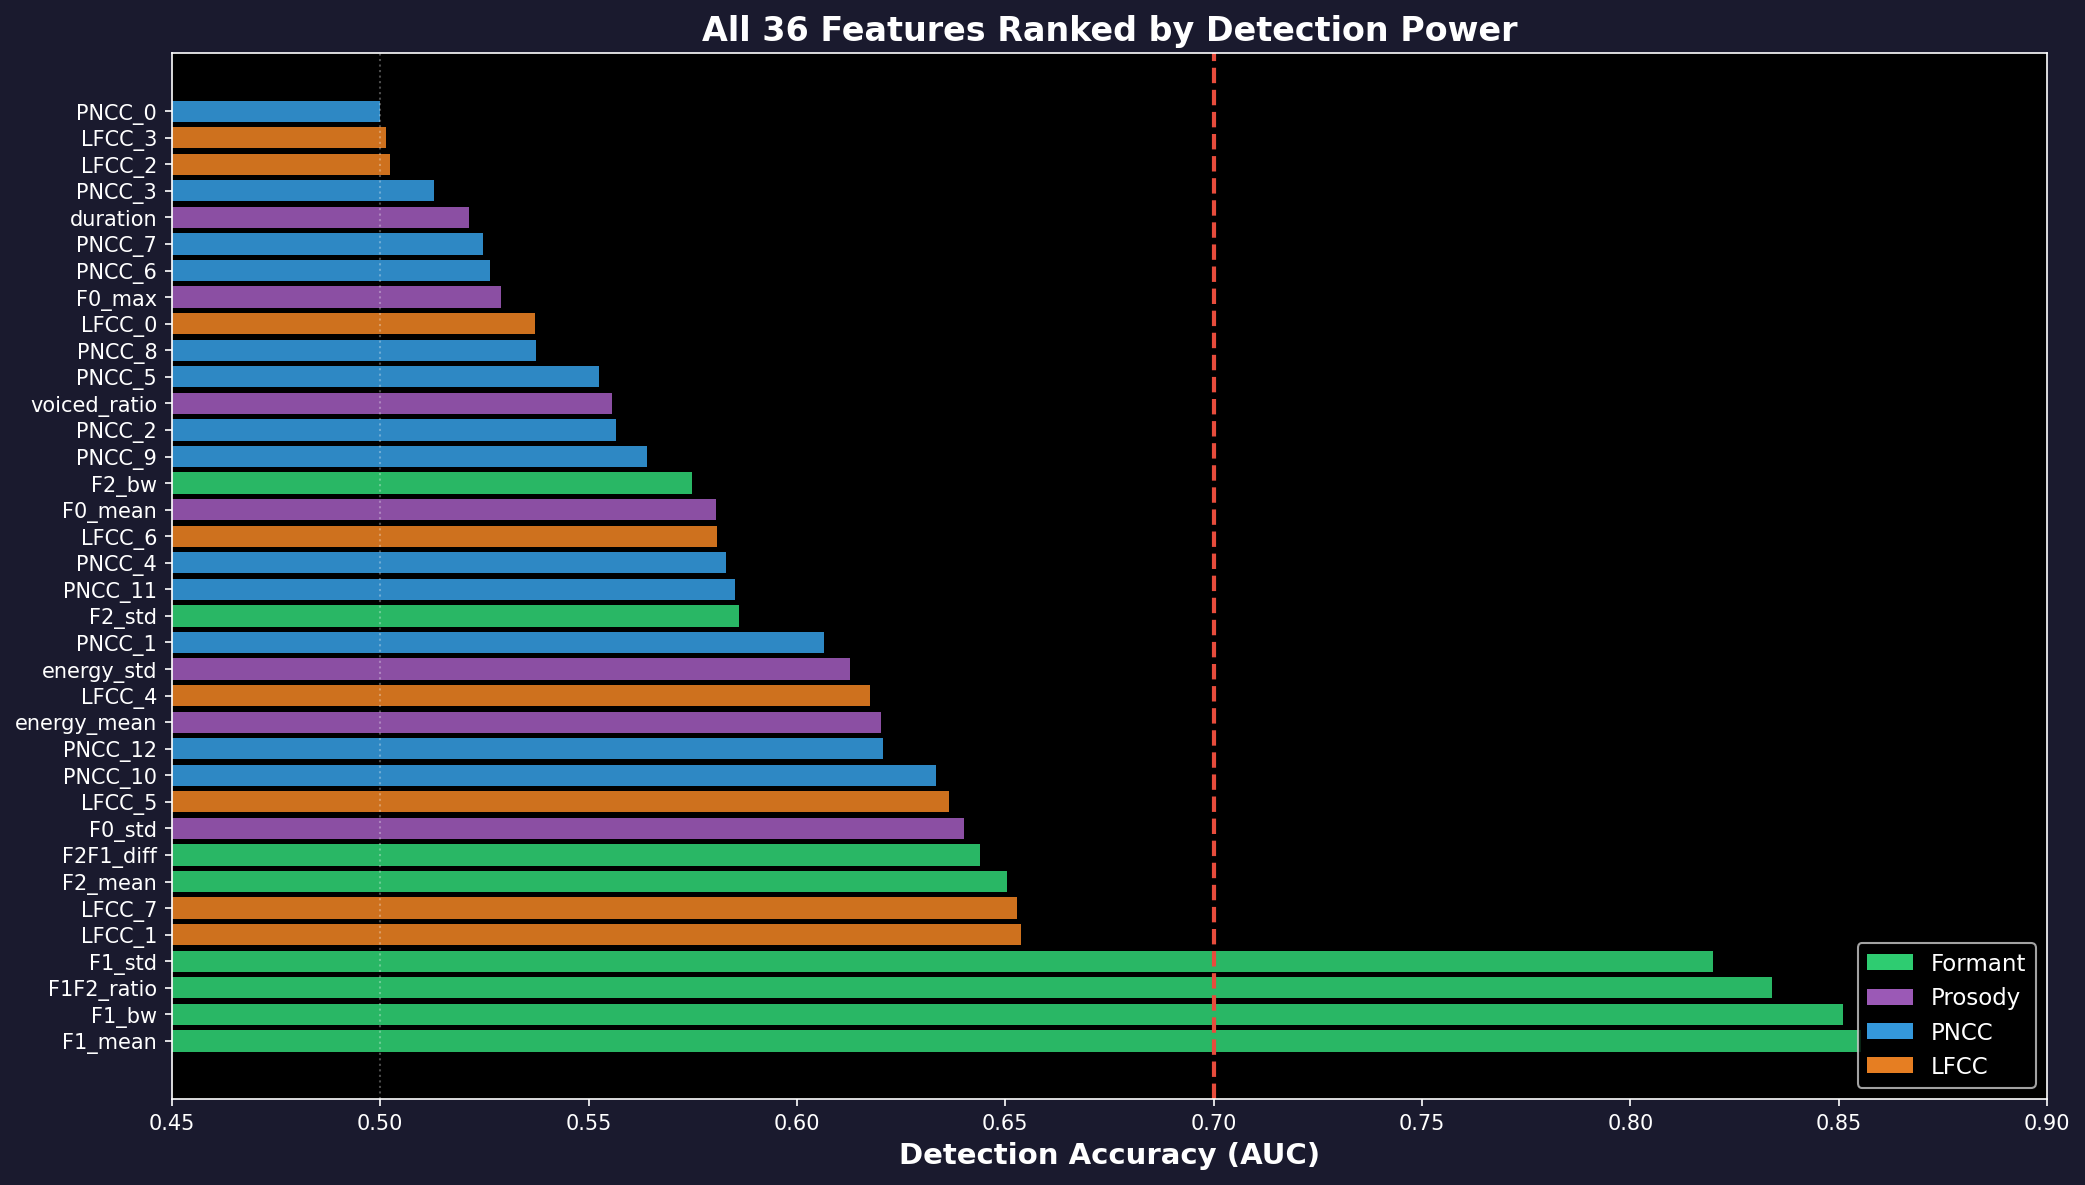 All 36 Features Ranked by Detection Power
PNCC_0
LFCC_3
LFCC_2
PNCC_3
duration
PNCC_7
PNCC_6
F0_max
LFCC_0
PNCC_8
PNCC_5
voiced_ratio
PNCC_2
PNCC_9
F2_bw
F0_mean
LFCC_6
PNCC_4
PNCC_11
F2_std
PNCC_1
energy_std
LFCC_4
energy_mean
PNCC_12
PNCC_10
LFCC_5
F0_std
F2F1_diff
F2_mean
LFCC_7
LFCC_1
F1_std
F1F2_ratio
F1_bw
F1_mean
Formant
Prosody
PNCC
LFCC
0.45 0.50 0.55 0.60 0.65 0.70 0.75 0.80 0.85 0.90
Detection Accuracy (AUC)